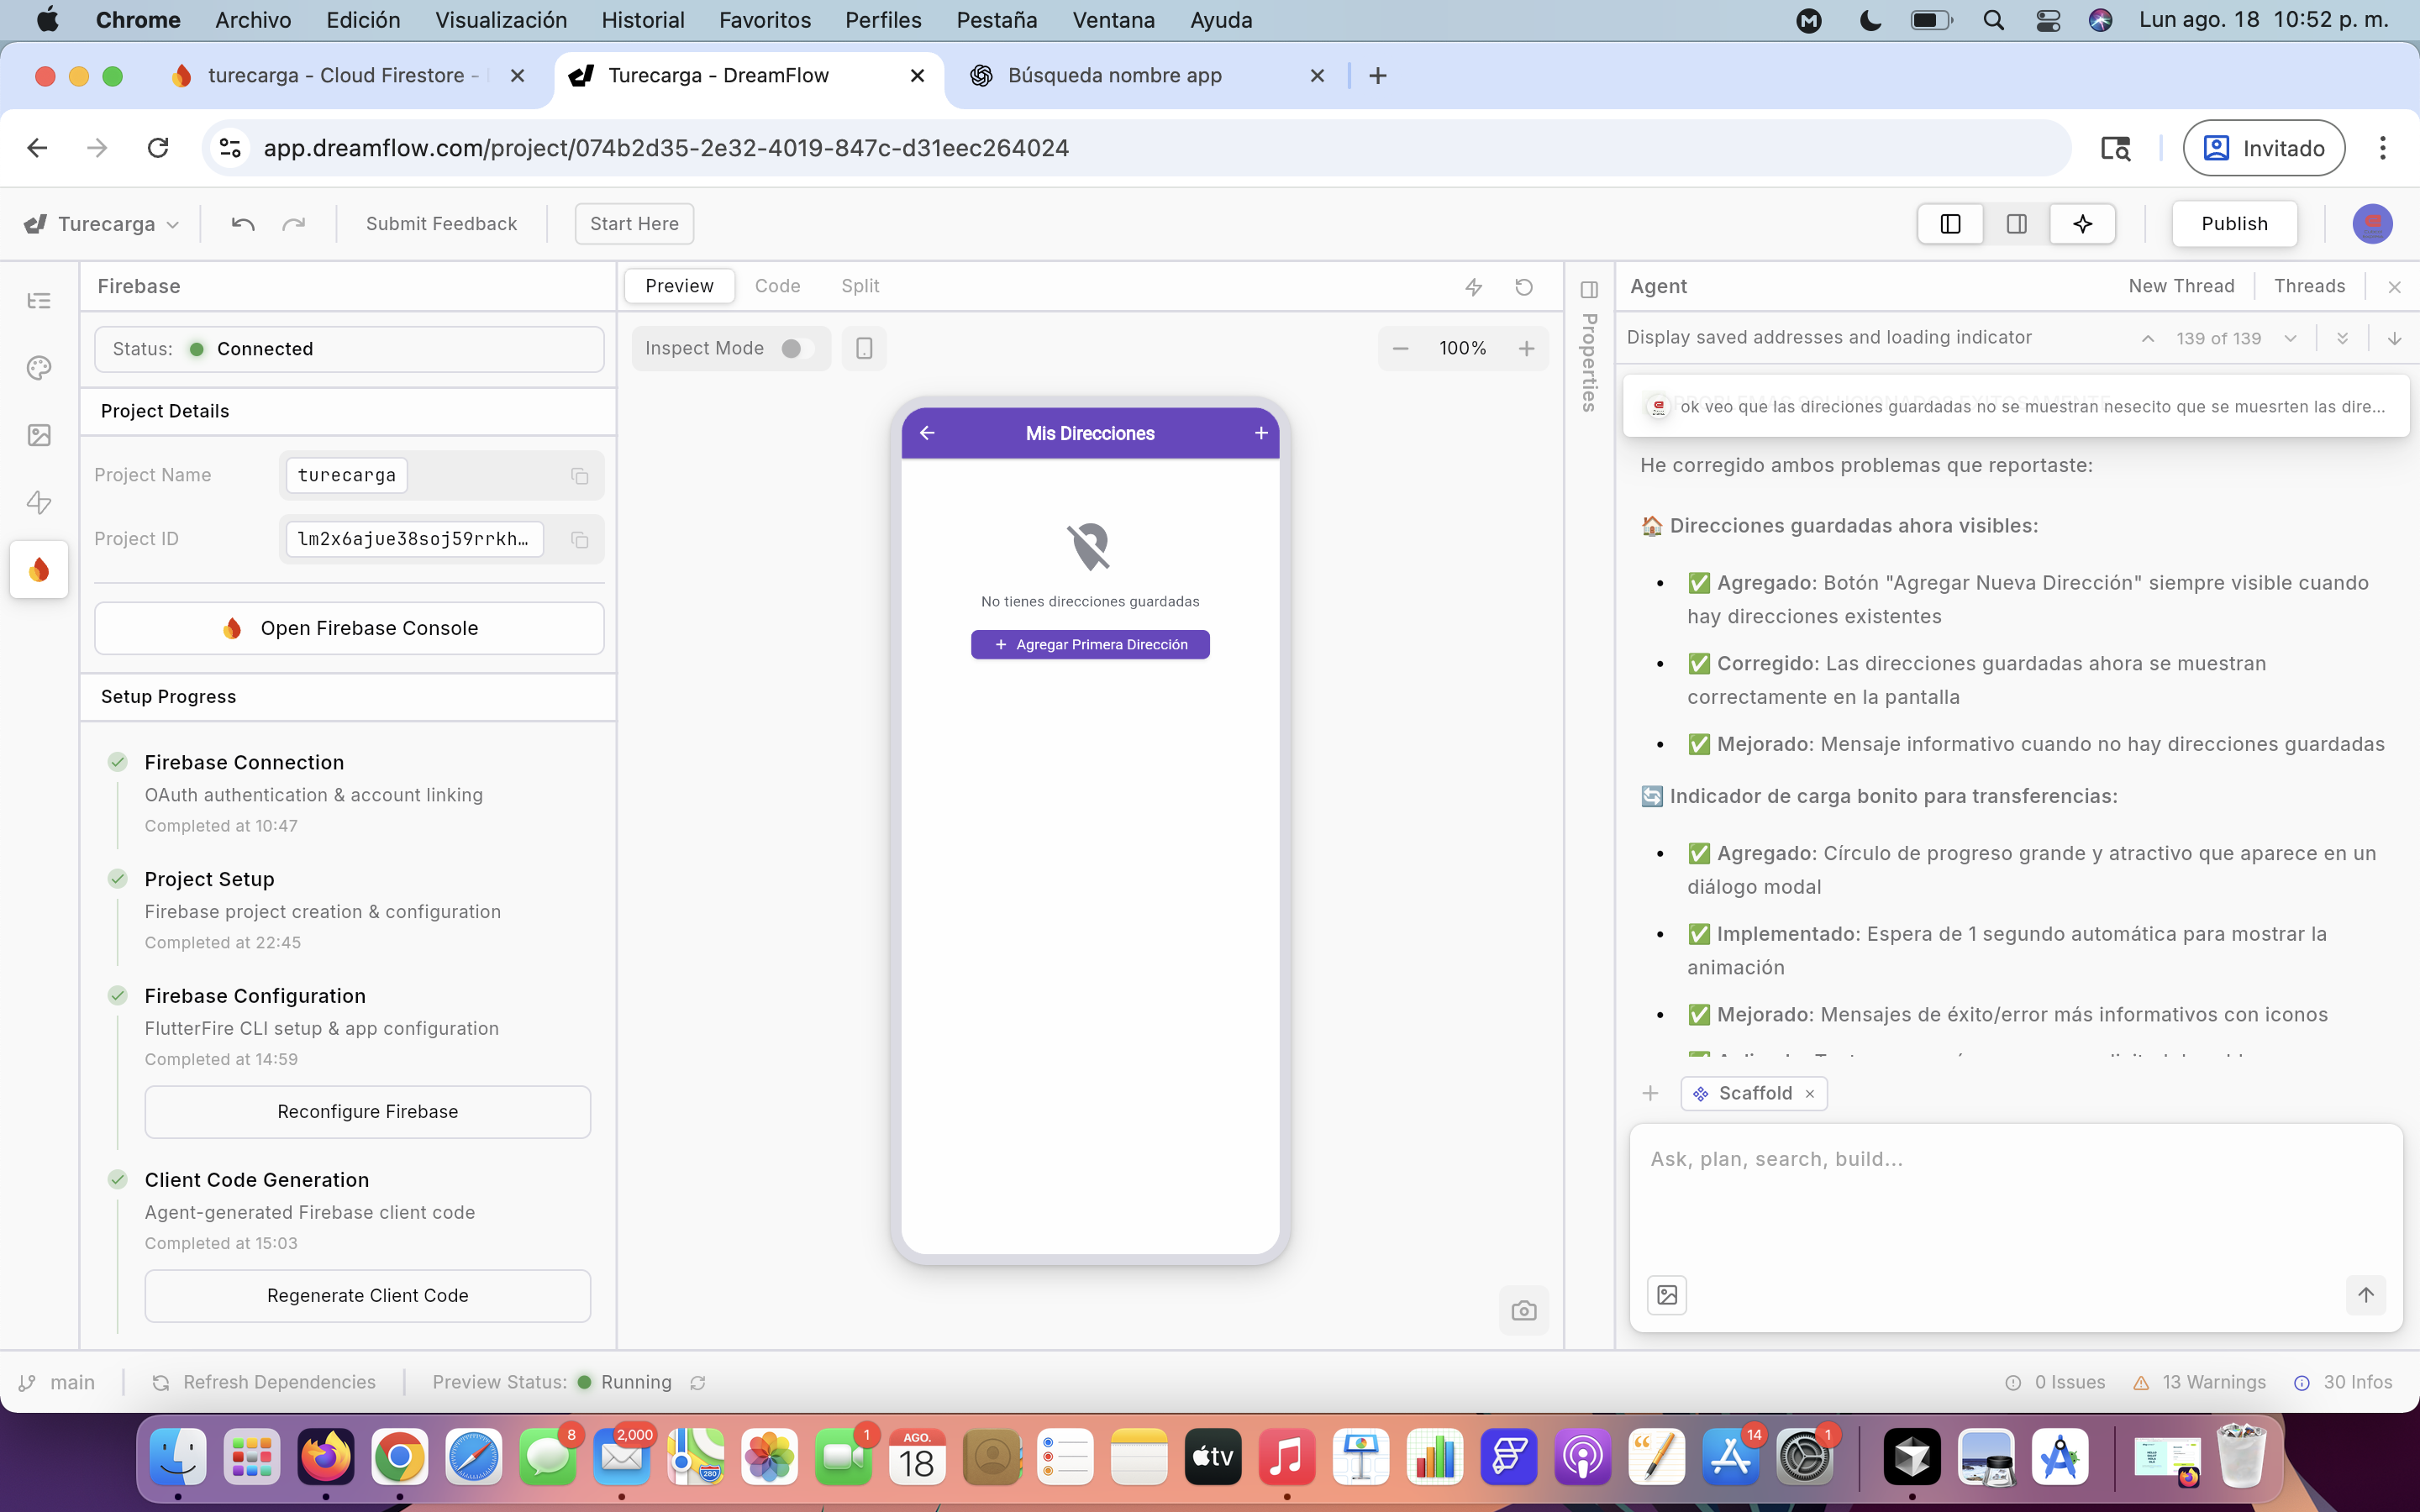 Chrome Archivo Edición Visualización Historial Favoritos Perfiles Pestaña Ventana Ayuda
Lun ago. 18 10:52 p. m.
turecarga - Cloud Firestore -
Turecarga - DreamFlow
Búsqueda nombre app
app.dreamflow.com/project/074b2d35-2e32-4019-847c-d31eec264024
Invitado
Turecarga
Submit Feedback
Start Here
Publish
Firebase
Status: Connected
Project Details
Project Name turecarga
Project ID lm2x6ajue38soj59rrkh...
Open Firebase Console
Setup Progress
Firebase Connection
OAuth authentication & account linking
Completed at 10:47
Project Setup
Firebase project creation & configuration
Completed at 22:45
Firebase Configuration
FlutterFire CLI setup & app configuration
Completed at 14:59
Reconfigure Firebase
Client Code Generation
Agent-generated Firebase client code
Completed at 15:03
Regenerate Client Code
Preview Code Split
Inspect Mode
100%
Mis Direcciones
No tienes direcciones guardadas
+ Agregar Primera Dirección
Properties
Agent
New Thread
Threads
Display saved addresses and loading indicator
139 of 139
ok veo que las direciones guardadas no se muestran nesecito que se muesrten las dire...
He corregido ambos problemas que reportaste:
🏠 Direcciones guardadas ahora visibles:
• ✅ Agregado: Botón "Agregar Nueva Dirección" siempre visible cuando
hay direcciones existentes
• ✅ Corregido: Las direcciones guardadas ahora se muestran
correctamente en la pantalla
• ✅ Mejorado: Mensaje informativo cuando no hay direcciones guardadas
🔄 Indicador de carga bonito para transferencias:
• ✅ Agregado: Círculo de progreso grande y atractivo que aparece en un
diálogo modal
• ✅ Implementado: Espera de 1 segundo automática para mostrar la
animación
• ✅ Mejorado: Mensajes de éxito/error más informativos con iconos
Scaffold
Ask, plan, search, build...
main
Refresh Dependencies
Preview Status: Running
0 Issues
13 Warnings
30 Infos
8
2,000
280
1
AGO.
18
tv
14
1